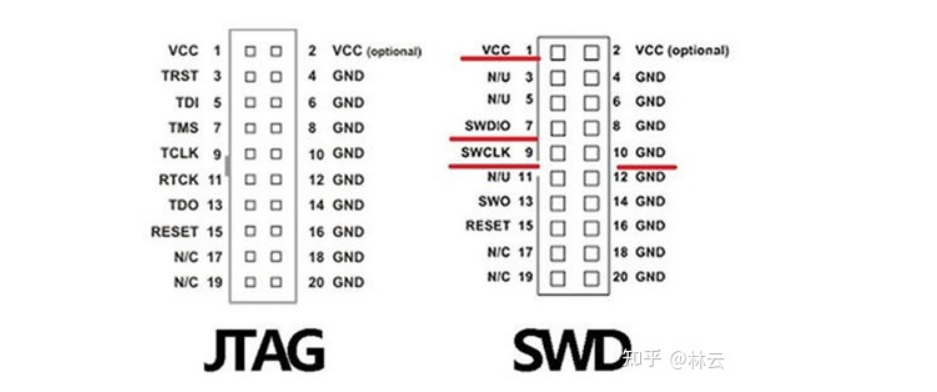 VCC 1 2 VCC (optional)
TRST 3 4 GND
TDI 5 6 GND
TMS 7 8 GND
TCLK 9 10 GND
RTCK 11 12 GND
TDO 13 14 GND
RESET 15 16 GND
N/C 17 18 GND
N/C 19 20 GND
JTAG
VCC 1 2 VCC (optional)
N/U 3 4 GND
N/U 5 6 GND
SWDIO 7 8 GND
SWCLK 9 10 GND
N/U 11 12 GND
SWO 13 14 GND
RESET 15 16 GND
N/C 17 18 GND
N/C 19 20 GND
SWD
知乎 @林云